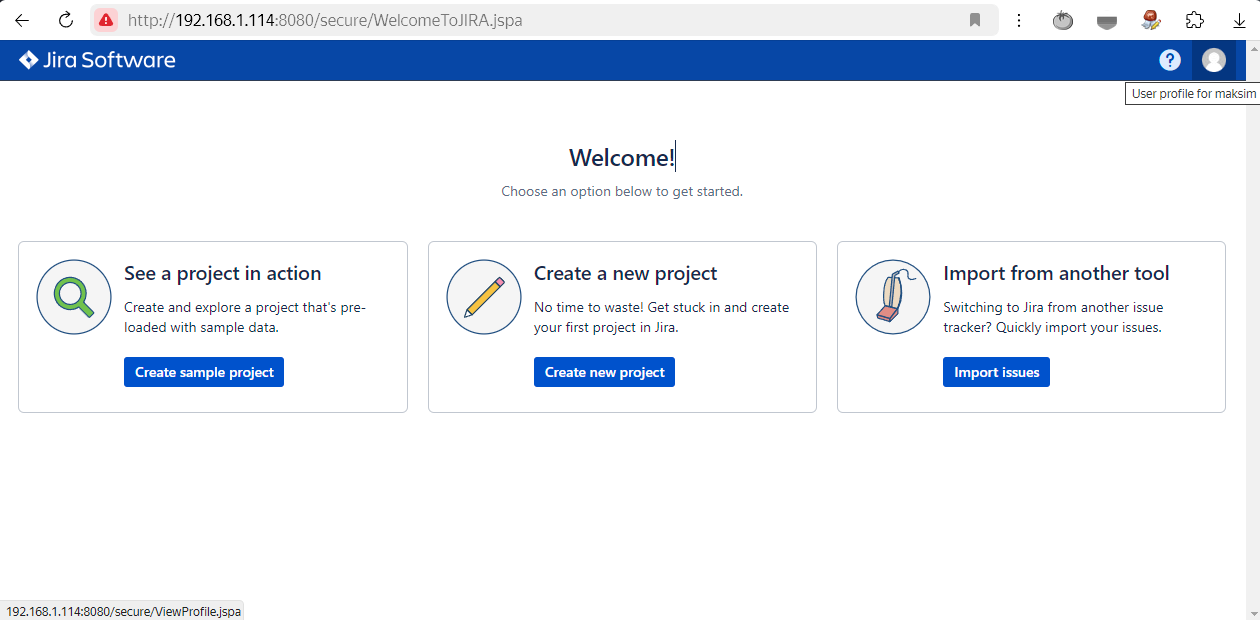 http://192.168.1.114:8080/secure/WelcomeToJIRA.jspa
Jira Software
?
User profile for maksim
Welcome!
Choose an option below to get started.
See a project in action
Create and explore a project that's pre-
loaded with sample data.
Create sample project
Create a new project
No time to waste! Get stuck in and create
your first project in Jira.
Create new project
Import from another tool
Switching to Jira from another issue
tracker? Quickly import your issues.
Import issues
192.168.1.114:8080/secure/ViewProfile.jspa